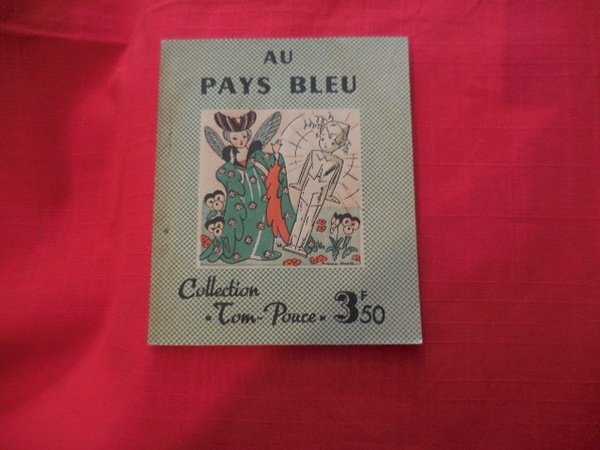 AU
PAYS BLEU
Collection
"Tom-Pouce" 3F50